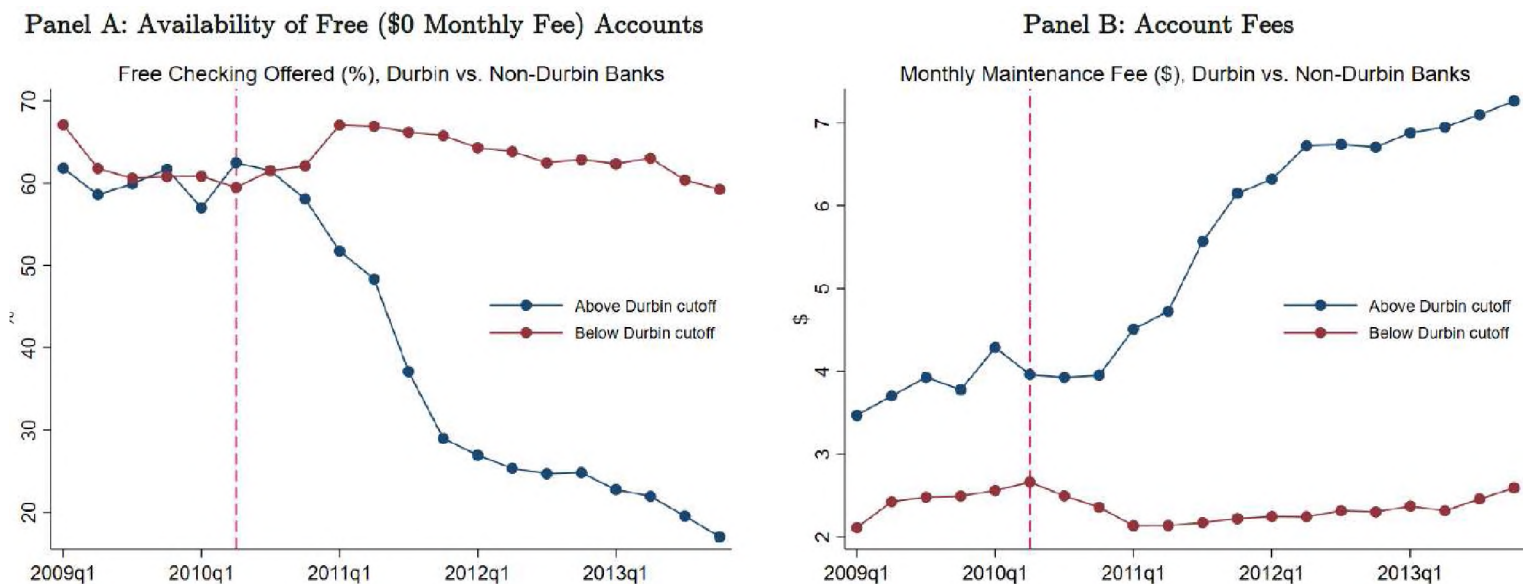 Panel A: Availability of Free ($0 Monthly Fee) Accounts
Free Checking Offered (%), Durbin vs. Non-Durbin Banks
70
60
50
40
30
20
Above Durbin cutoff
Below Durbin cutoff
2009q1 2010q1 2011q1 2012q1 2013q1
Panel B: Account Fees
Monthly Maintenance Fee ($), Durbin vs. Non-Durbin Banks
7
6
5
4
3
2
$
Above Durbin cutoff
Below Durbin cutoff
2009q1 2010q1 2011q1 2012q1 2013q1